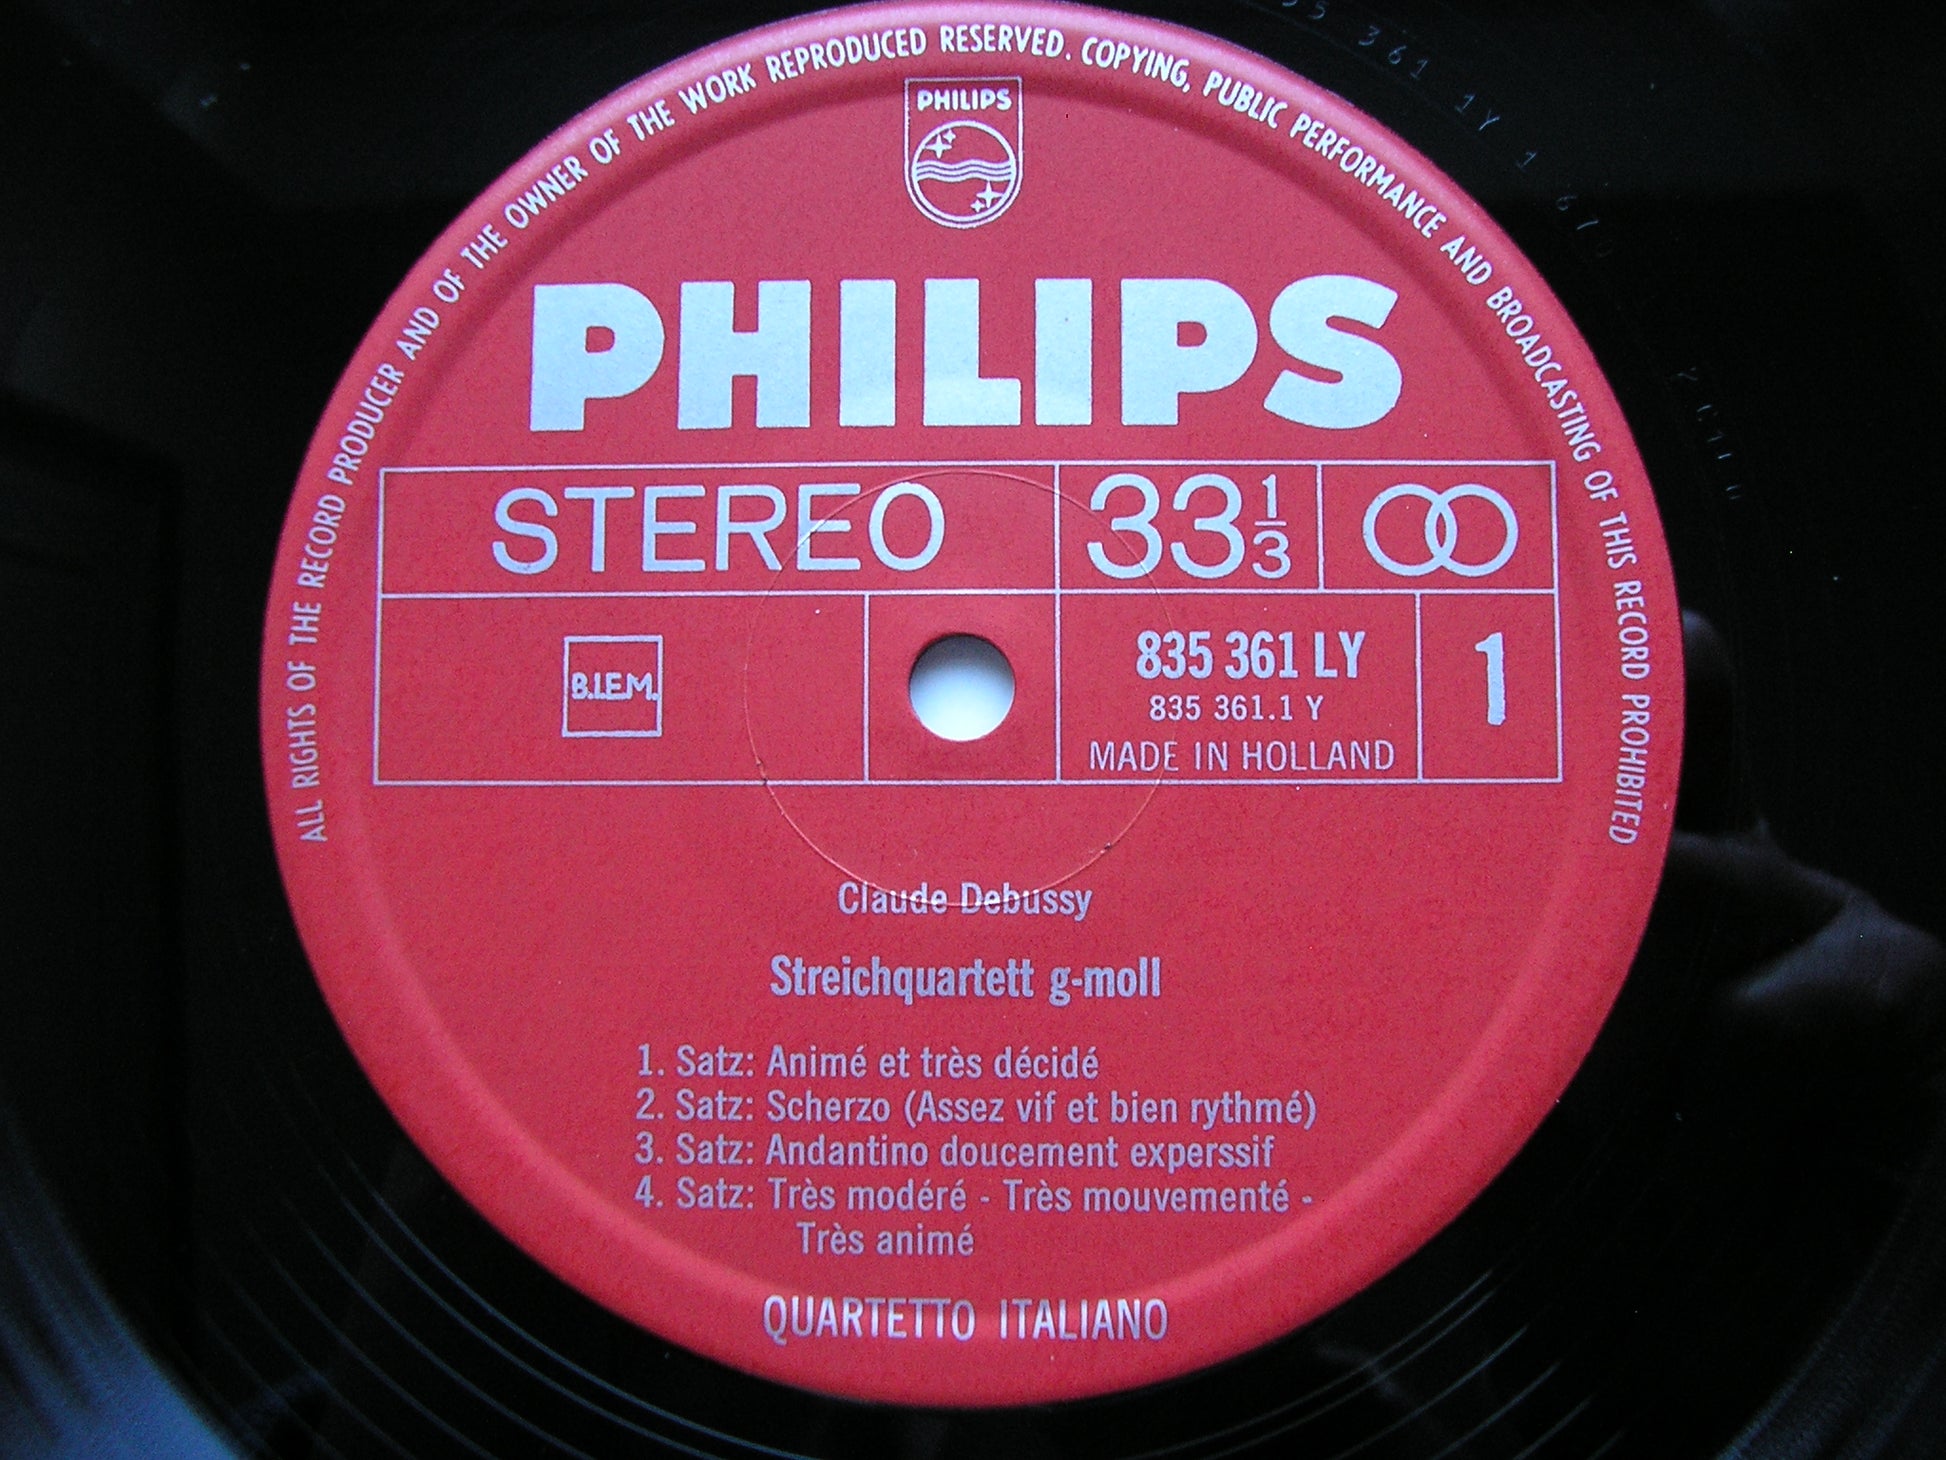 ALL RIGHTS OF THE RECORD PRODUCER AND OF THE OWNER OF THE WORK REPRODUCED RESERVED. COPYING, PUBLIC PERFORMANCE AND BROADCASTING OF THIS RECORD PROHIBITED
PHILIPS
PHILIPS
STEREO 33 1/3
B.I.E.M. 835 361 LY 1
835 361.1 Y
MADE IN HOLLAND
Claude Debussy
Streichquartett g-moll
1. Satz: Animé et très décidé
2. Satz: Scherzo (Assez vif et bien rythmé)
3. Satz: Andantino doucement experssif
4. Satz: Très modéré - Très mouvementé -
Très animé
QUARTETTO ITALIANO
361 1Y 1